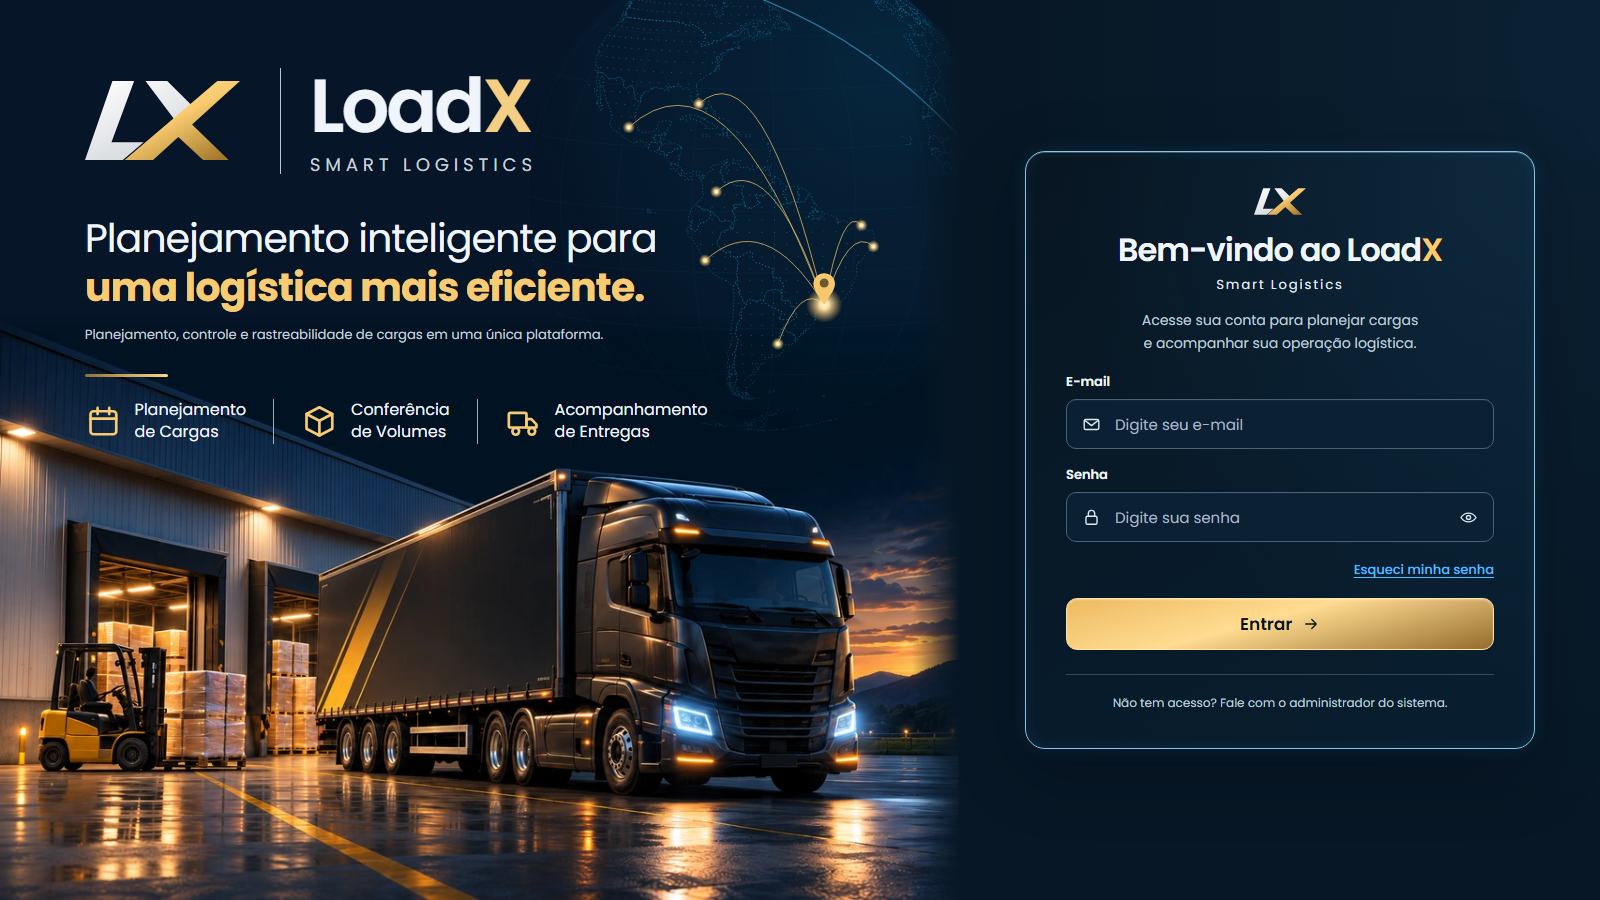 LX
LoadX
SMART LOGISTICS
Planejamento inteligente para
uma logística mais eficiente.
Planejamento, controle e rastreabilidade de cargas em uma única plataforma.
Planejamento
de Cargas
Conferência
de Volumes
Acompanhamento
de Entregas
LX
Bem-vindo ao LoadX
Smart Logistics
Acesse sua conta para planejar cargas
e acompanhar sua operação logística.
E-mail
Digite seu e-mail
Senha
Digite sua senha
Esqueci minha senha
Entrar →
Não tem acesso? Fale com o administrador do sistema.